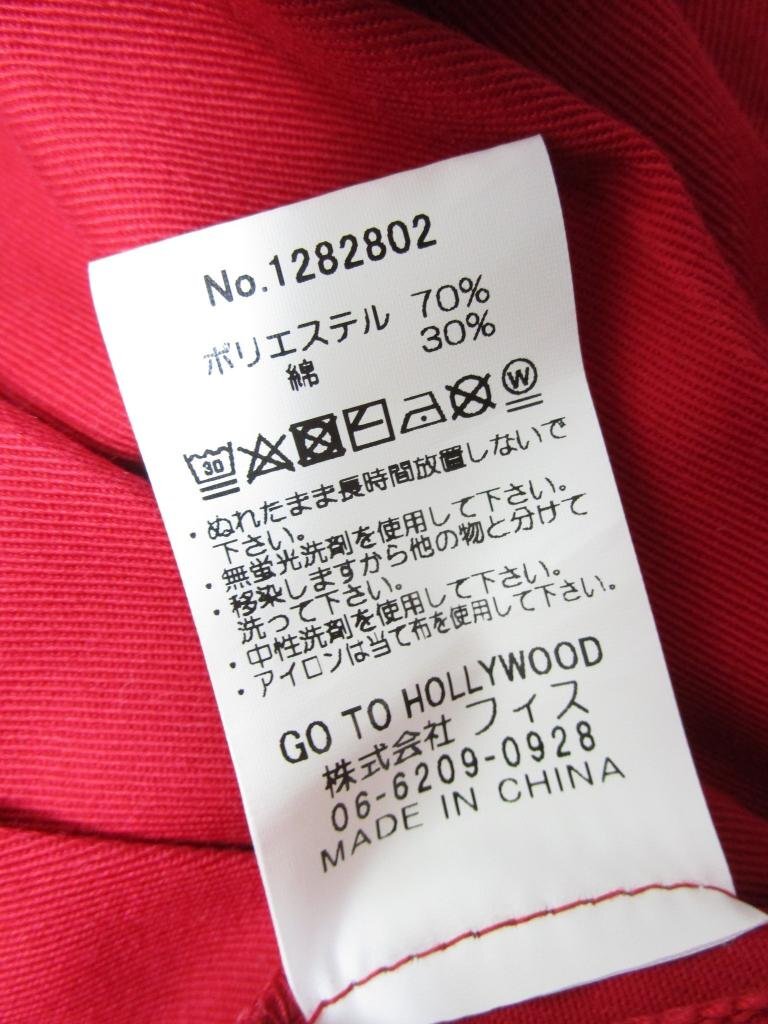 No.1282802
ポリエステル 70%
綿 30%
30 W
・ぬれたまま長時間放置しないで
下さい。
・無蛍光洗剤を使用して下さい。
・移染しますから他の物と分けて
洗って下さい。
・中性洗剤を使用して下さい。
・アイロンは当て布を使用して下さい。
GO TO HOLLYWOOD
株式会社 フィス
06-6209-0928
MADE IN CHINA